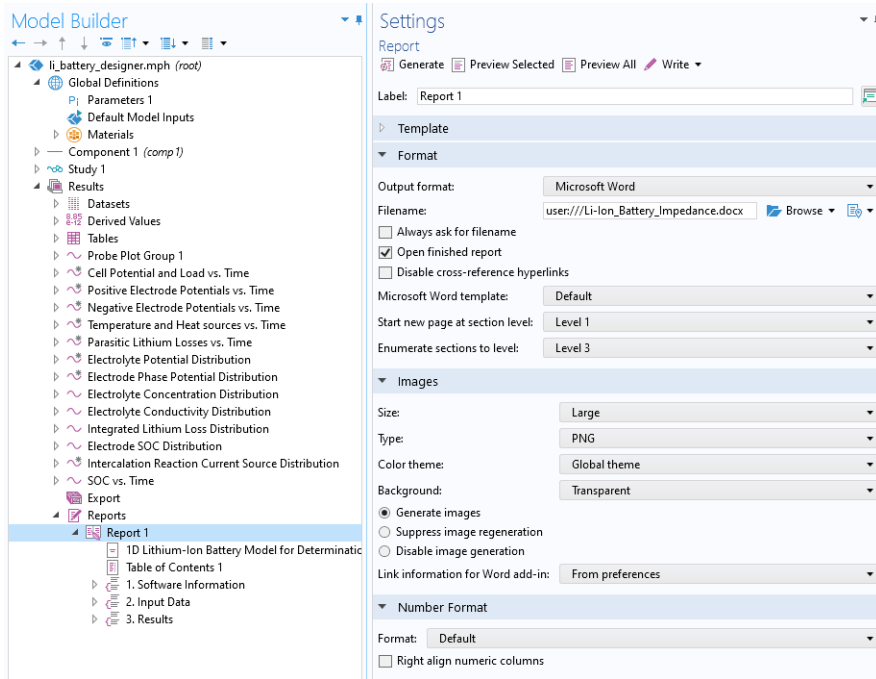 Model Builder
li_battery_designer.mph (root)
Global Definitions
Pi Parameters 1
Default Model Inputs
Materials
Component 1 (comp1)
Study 1
Results
Datasets
8.85
e-12 Derived Values
Tables
Probe Plot Group 1
Cell Potential and Load vs. Time
Positive Electrode Potentials vs. Time
Negative Electrode Potentials vs. Time
Temperature and Heat sources vs. Time
Parasitic Lithium Losses vs. Time
Electrolyte Potential Distribution
Electrode Phase Potential Distribution
Electrolyte Concentration Distribution
Electrolyte Conductivity Distribution
Integrated Lithium Loss Distribution
Electrode SOC Distribution
Intercalation Reaction Current Source Distribution
SOC vs. Time
Export
Reports
Report 1
1D Lithium-Ion Battery Model for Determinatic
Table of Contents 1
1. Software Information
2. Input Data
3. Results
Settings
Report
Generate Preview Selected Preview All Write
Label: Report 1
Template
Format
Output format: Microsoft Word
Filename: user:///Li-Ion_Battery_Impedance.docx Browse
Always ask for filename
Open finished report
Disable cross-reference hyperlinks
Microsoft Word template: Default
Start new page at section level: Level 1
Enumerate sections to level: Level 3
Images
Size: Large
Type: PNG
Color theme: Global theme
Background: Transparent
Generate images
Suppress image regeneration
Disable image generation
Link information for Word add-in: From preferences
Number Format
Format: Default
Right align numeric columns